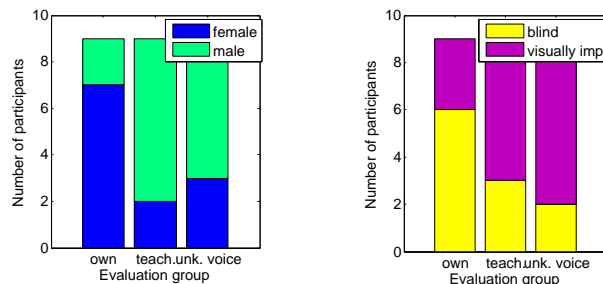 Number of participants
10
8
6
4
2
0
female
male
own teach. unk. voice
Evaluation group
Number of participants
10
8
6
4
2
0
blind
visually imp
own teach. unk. voice
Evaluation group